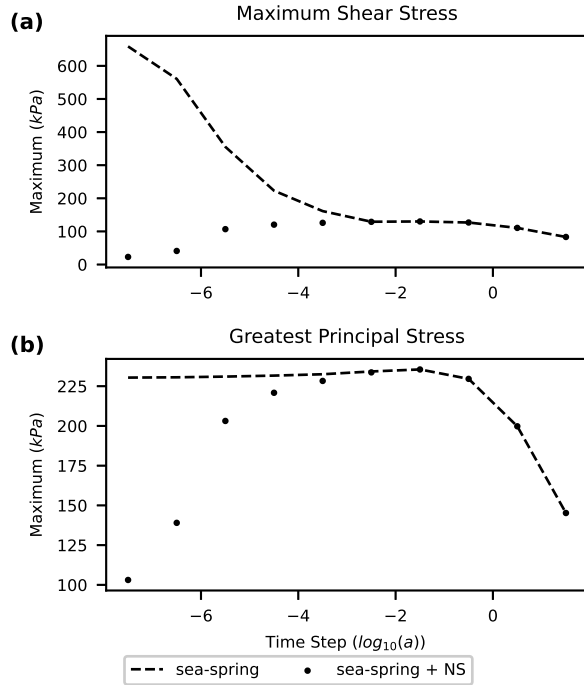 (a)
Maximum Shear Stress
Maximum (kPa)
600
500
400
300
200
100
0
−6
−4
−2
0
(b)
Greatest Principal Stress
Maximum (kPa)
225
200
175
150
125
100
−6
−4
−2
0
Time Step (log₁₀(a))
sea-spring
sea-spring + NS